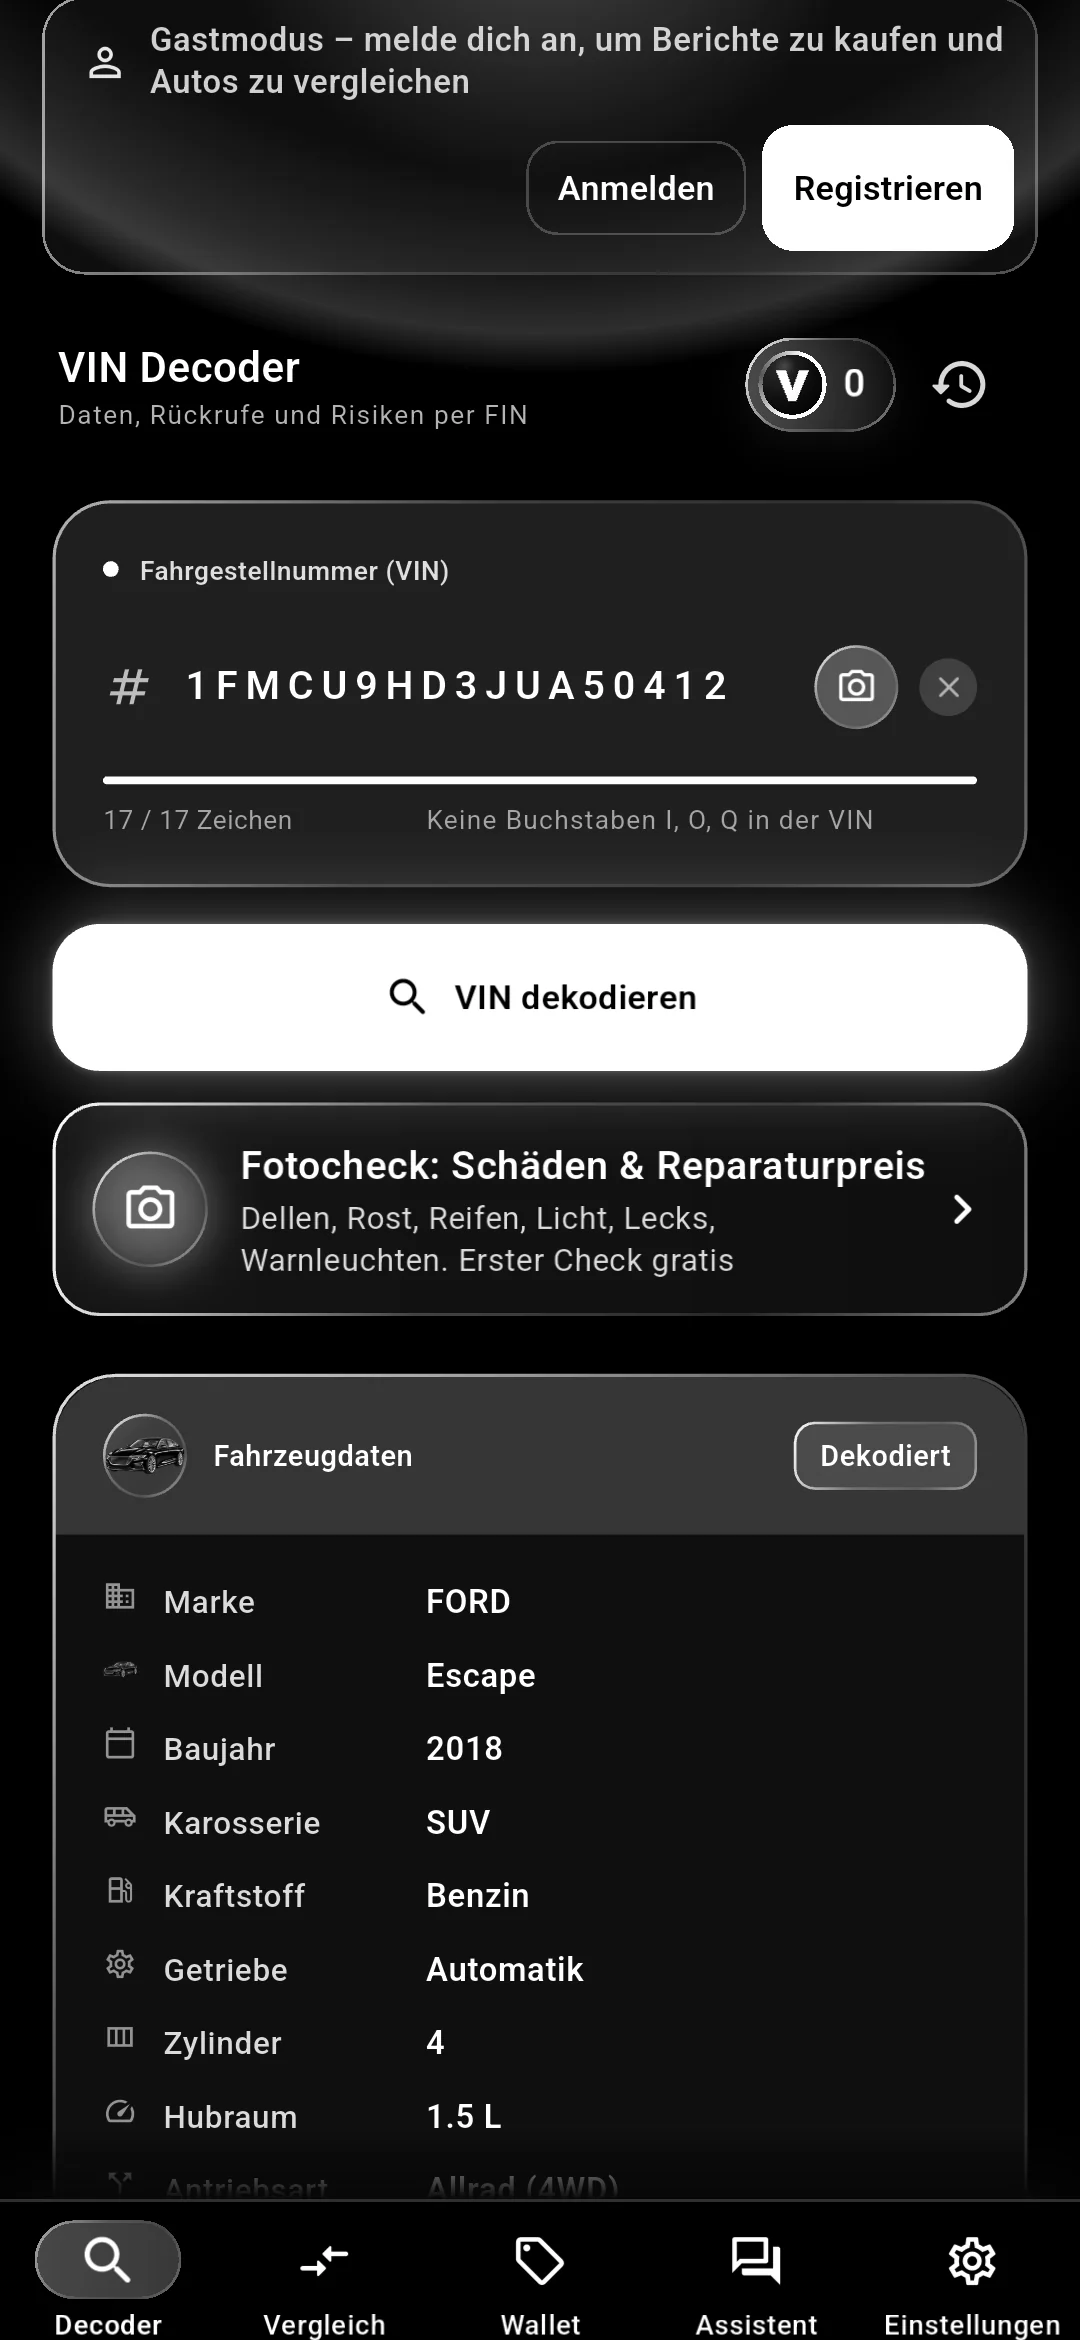 Gastmodus – melde dich an, um Berichte zu kaufen und
Autos zu vergleichen
Anmelden
Registrieren
VIN Decoder
Daten, Rückrufe und Risiken per FIN
V 0
Fahrgestellnummer (VIN)
# 1FMCU9HD3JUA50412
17 / 17 Zeichen
Keine Buchstaben I, O, Q in der VIN
VIN dekodieren
Fotocheck: Schäden & Reparaturpreis
Dellen, Rost, Reifen, Licht, Lecks,
Warnleuchten. Erster Check gratis
Fahrzeugdaten
Dekodiert
Marke FORD
Modell Escape
Baujahr 2018
Karosserie SUV
Kraftstoff Benzin
Getriebe Automatik
Zylinder 4
Hubraum 1.5 L
Antriebsart Allrad (4WD)
Decoder
Vergleich
Wallet
Assistent
Einstellungen